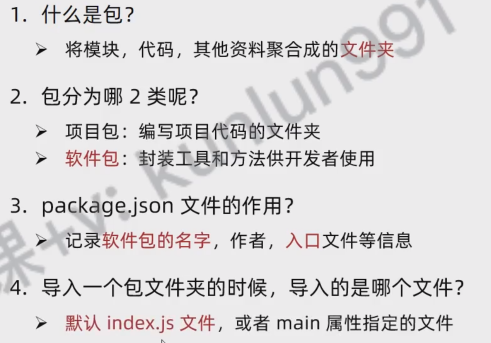 1. 什么是包?
➢ 将模块，代码，其他资料聚合成的文件夹
2. 包分为哪 2 类呢?
➢ 项目包：编写项目代码的文件夹
➢ 软件包：封装工具和方法供开发者使用
3. package.json 文件的作用?
➢ 记录软件包的名字，作者，入口文件等信息
4. 导入一个包文件夹的时候，导入的是哪个文件?
➢ 默认 index.js 文件，或者 main 属性指定的文件
课+v: kunlun991